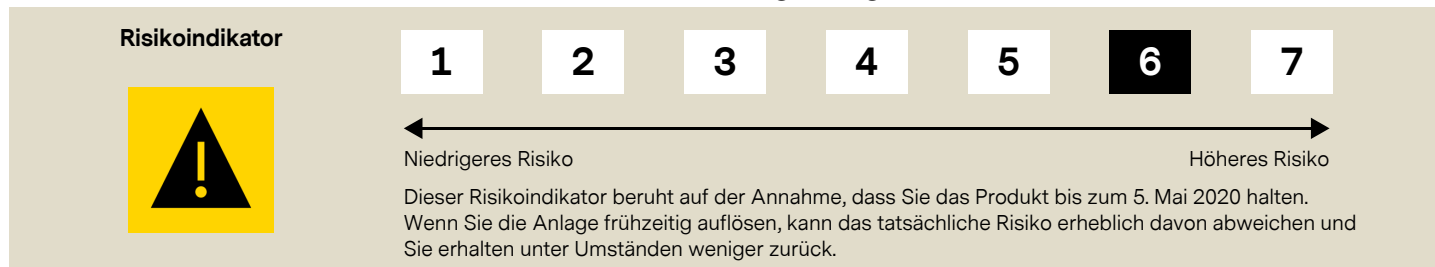 Risikoindikator
1 2 3 4 5 6 7
Niedrigeres Risiko Höheres Risiko
Dieser Risikoindikator beruht auf der Annahme, dass Sie das Produkt bis zum 5. Mai 2020 halten.
Wenn Sie die Anlage frühzeitig auflösen, kann das tatsächliche Risiko erheblich davon abweichen und
Sie erhalten unter Umständen weniger zurück.